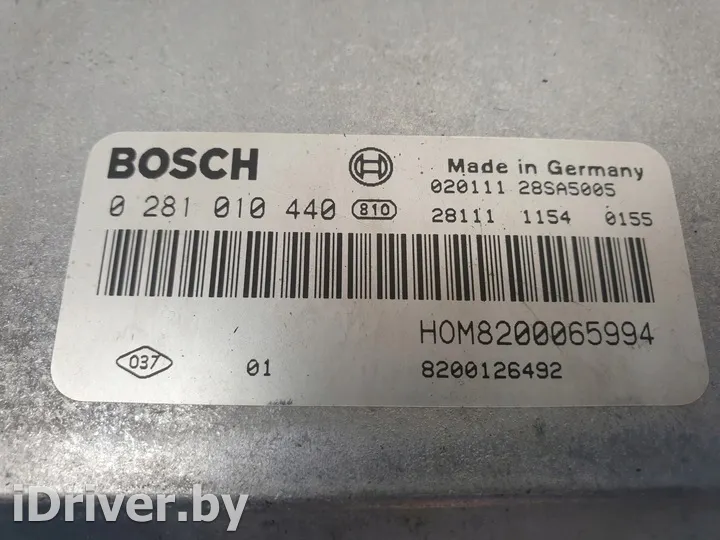 BOSCH
Made in Germany
020111 28SA5005
0 281 010 440 810
28111 1154 0155
HOM8200065994
037 01 8200126492
iDriver.by